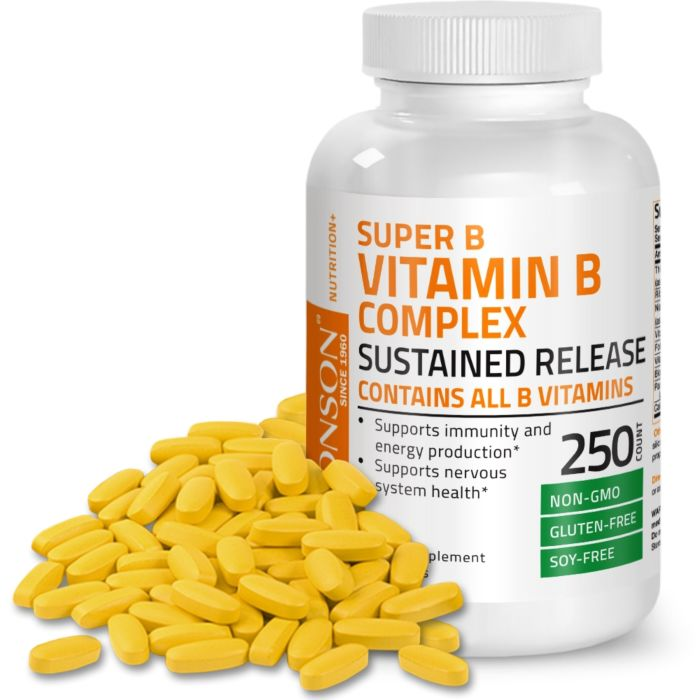 NUTRITION+
ONSON®
SINCE 1960
SUPER B
VITAMIN B
COMPLEX
SUSTAINED RELEASE
CONTAINS ALL B VITAMINS
• Supports immunity and
energy production*
• Supports nervous
system health*
250
COUNT
NON-GMO
GLUTEN-FREE
SOY-FREE
plement